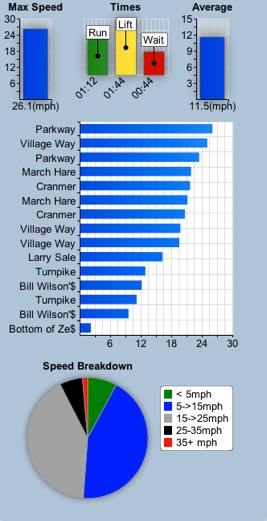 Max Speed
30
24
18
12
6
26.1(mph)
Times
Run
Lift
Wait
01:12
01:44
00:44
Average
15
12
9
6
3
11.5(mph)
Parkway
Village Way
Parkway
March Hare
Cranmer
March Hare
Cranmer
Village Way
Village Way
Larry Sale
Turnpike
Bill Wilson'$
Turnpike
Bill Wilson'$
Bottom of Ze$
6 12 18 24 30
Speed Breakdown
< 5mph
5->15mph
15->25mph
25-35mph
35+ mph